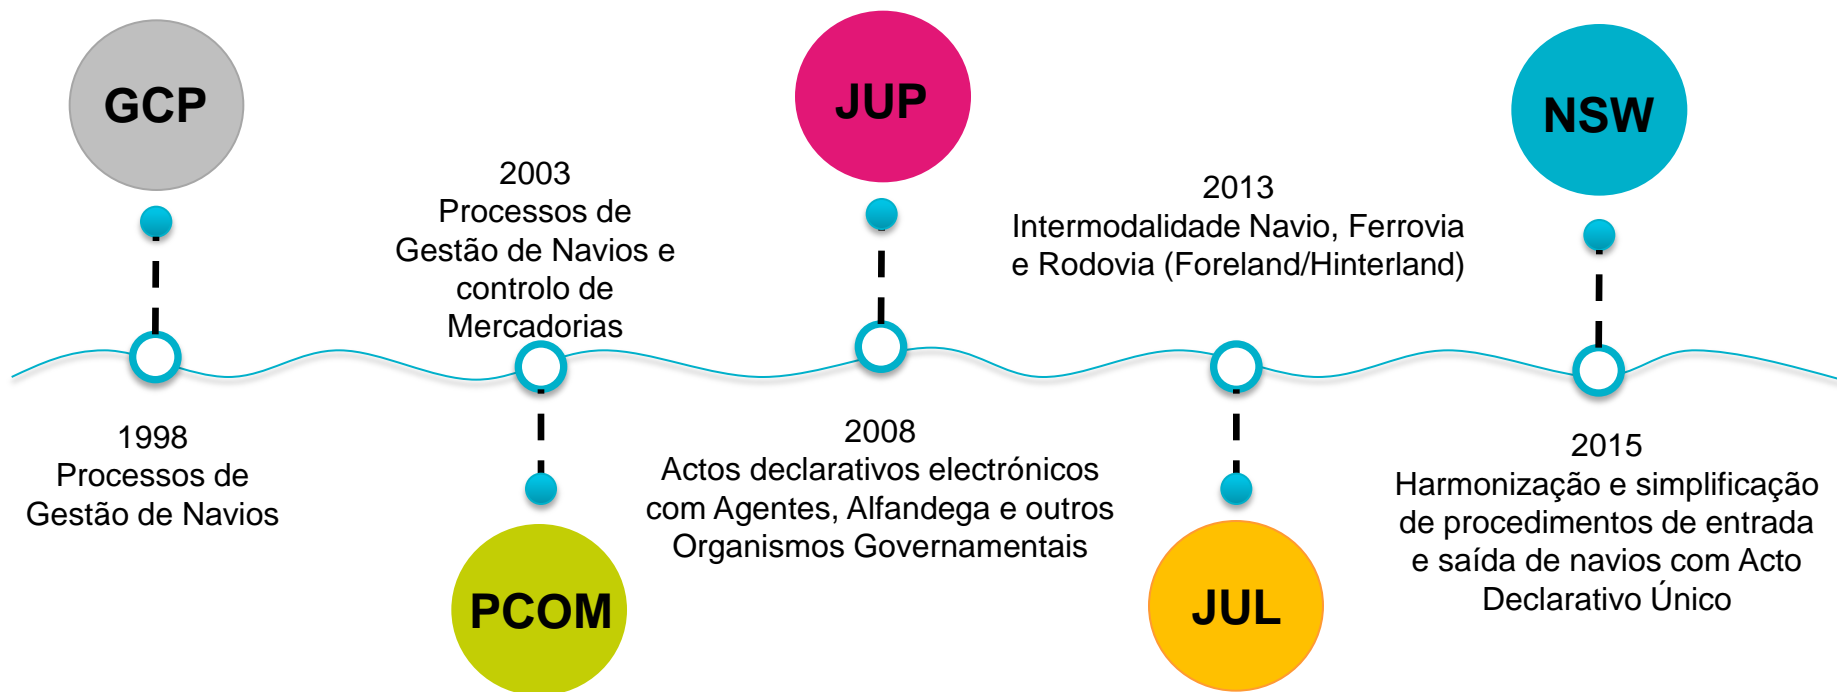 GCP
1998
Processos de
Gestão de Navios
2003
Processos de
Gestão de Navios e
controlo de
Mercadorias
PCOM
JUP
2008
Actos declarativos electrónicos
com Agentes, Alfandega e outros
Organismos Governamentais
2013
Intermodalidade Navio, Ferrovia
e Rodovia (Foreland/Hinterland)
JUL
NSW
2015
Harmonização e simplificação
de procedimentos de entrada
e saída de navios com Acto
Declarativo Único